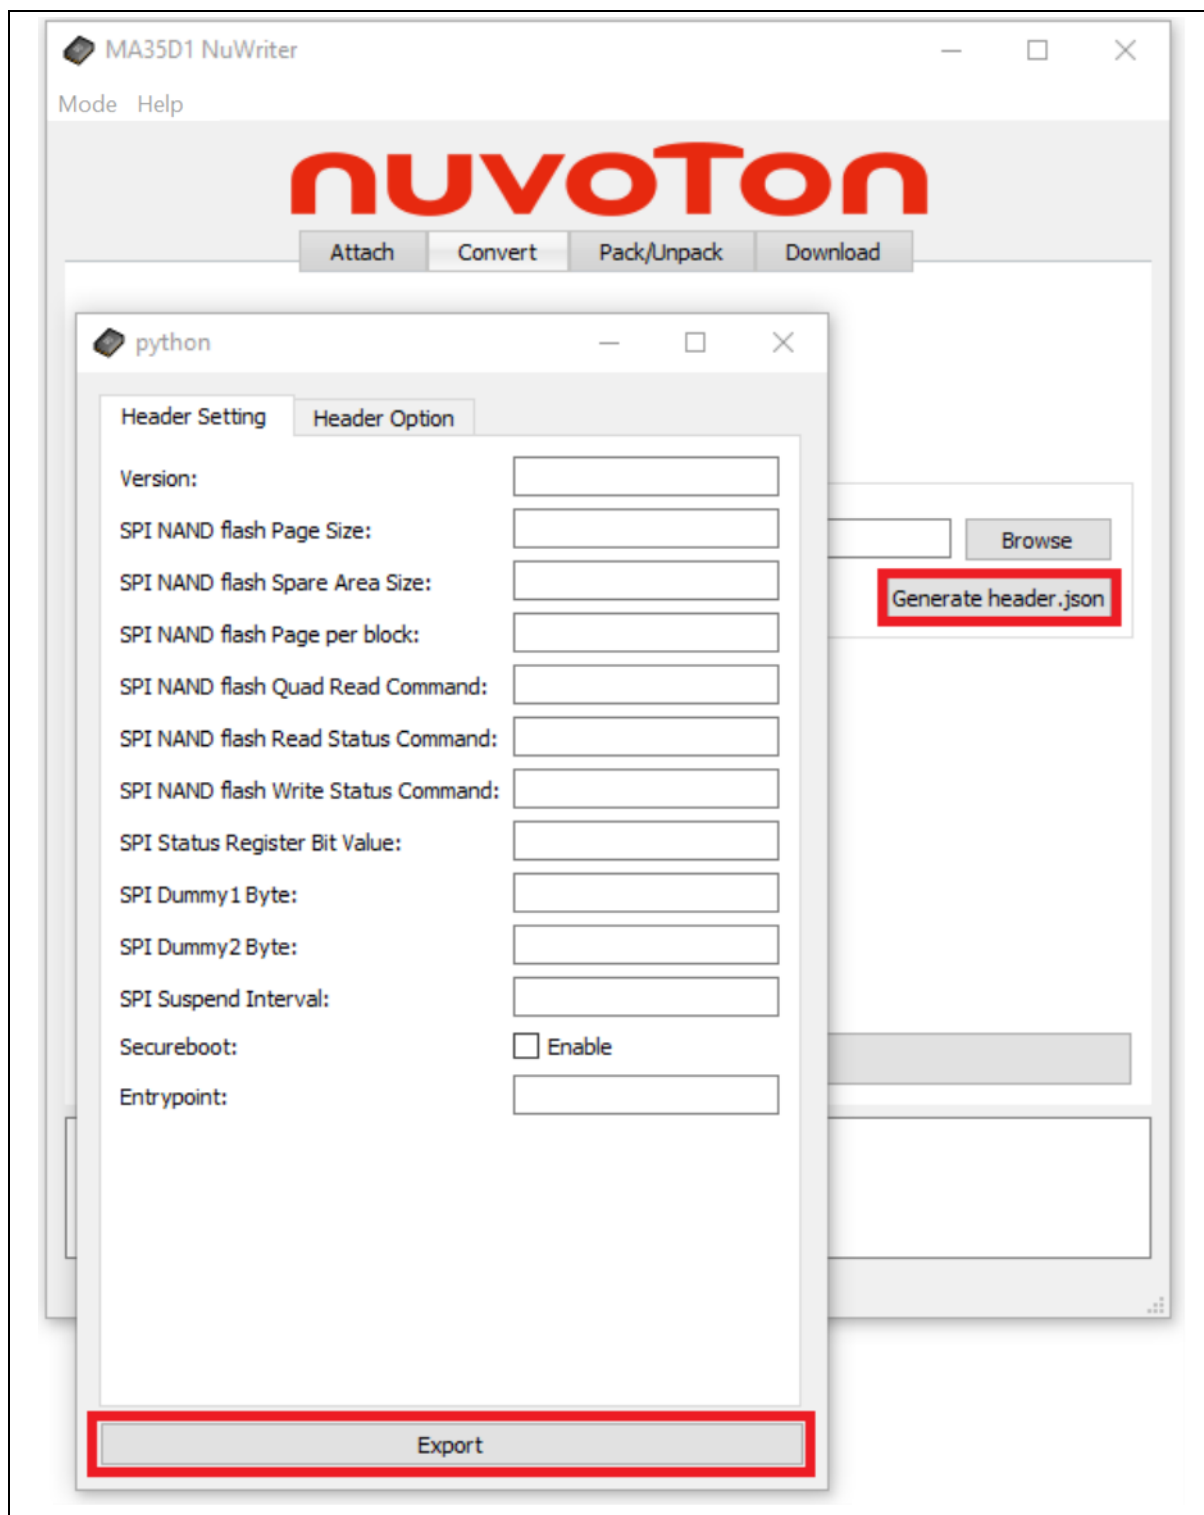 MA35D1 NuWriter
Mode Help
nuvoTon
Attach Convert Pack/Unpack Download
python
Header Setting Header Option
Version:
SPI NAND flash Page Size:
Browse
SPI NAND flash Spare Area Size:
Generate header.json
SPI NAND flash Page per block:
SPI NAND flash Quad Read Command:
SPI NAND flash Read Status Command:
SPI NAND flash Write Status Command:
SPI Status Register Bit Value:
SPI Dummy1 Byte:
SPI Dummy2 Byte:
SPI Suspend Interval:
Secureboot: Enable
Entrypoint:
Export